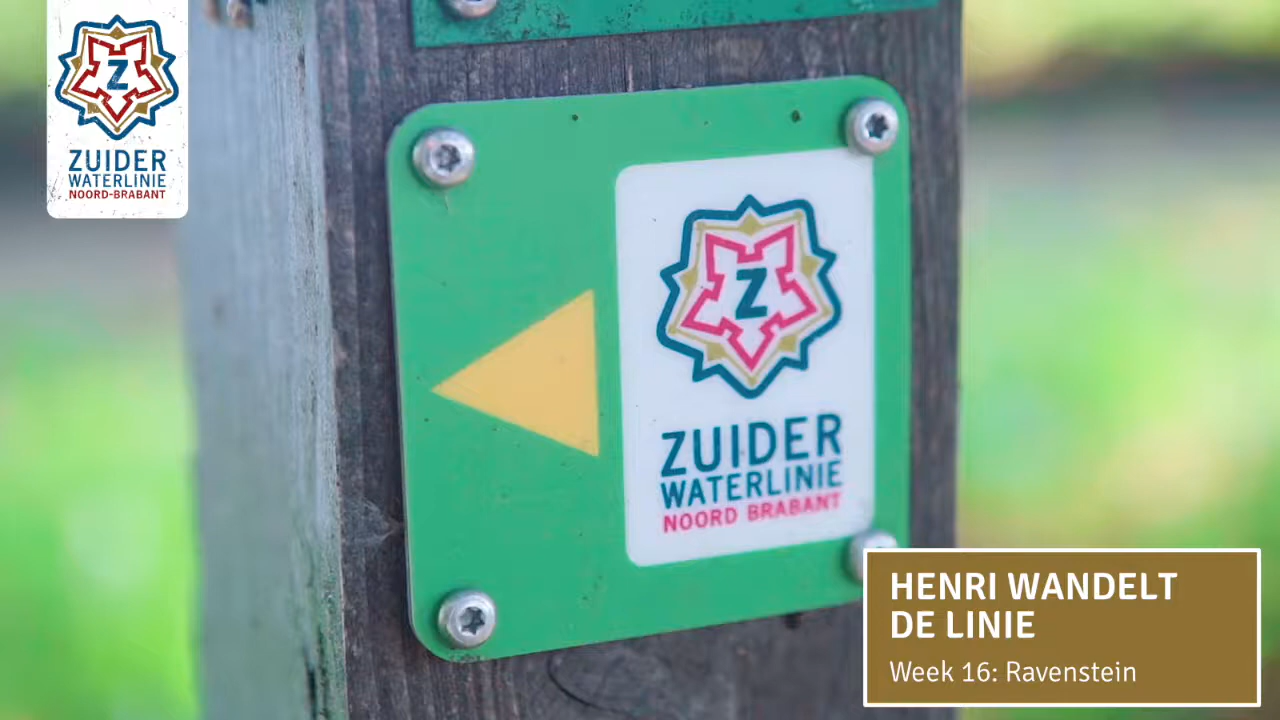 Z
ZUIDER
WATERLINIE
NOORD-BRABANT
Z
ZUIDER
WATERLINIE
NOORD BRABANT
HENRI WANDELT
DE LINIE
Week 16: Ravenstein